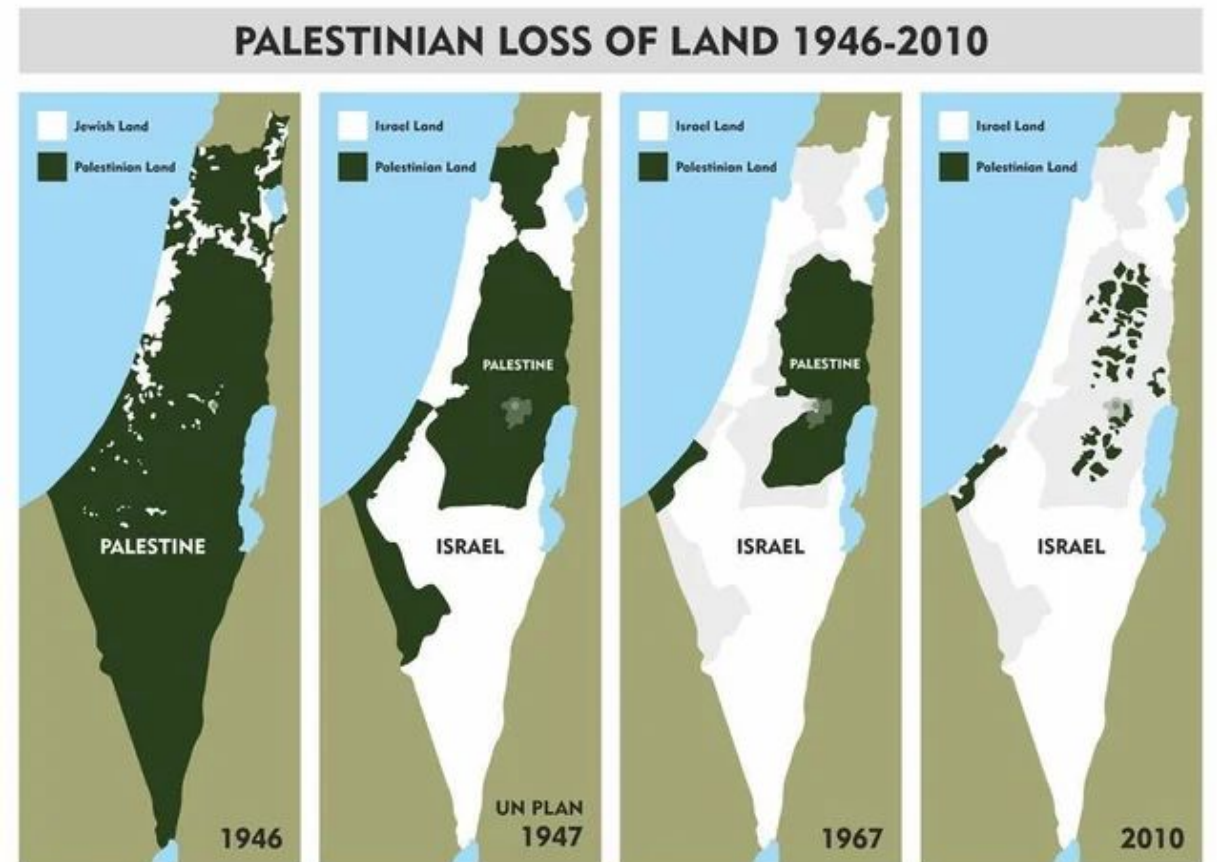 PALESTINIAN LOSS OF LAND 1946-2010
Jewish Land
Palestinian Land
PALESTINE
1946
Israel Land
Palestinian Land
PALESTINE
ISRAEL
UN PLAN
1947
Israel Land
Palestinian Land
PALESTINE
ISRAEL
1967
Israel Land
Palestinian Land
ISRAEL
2010